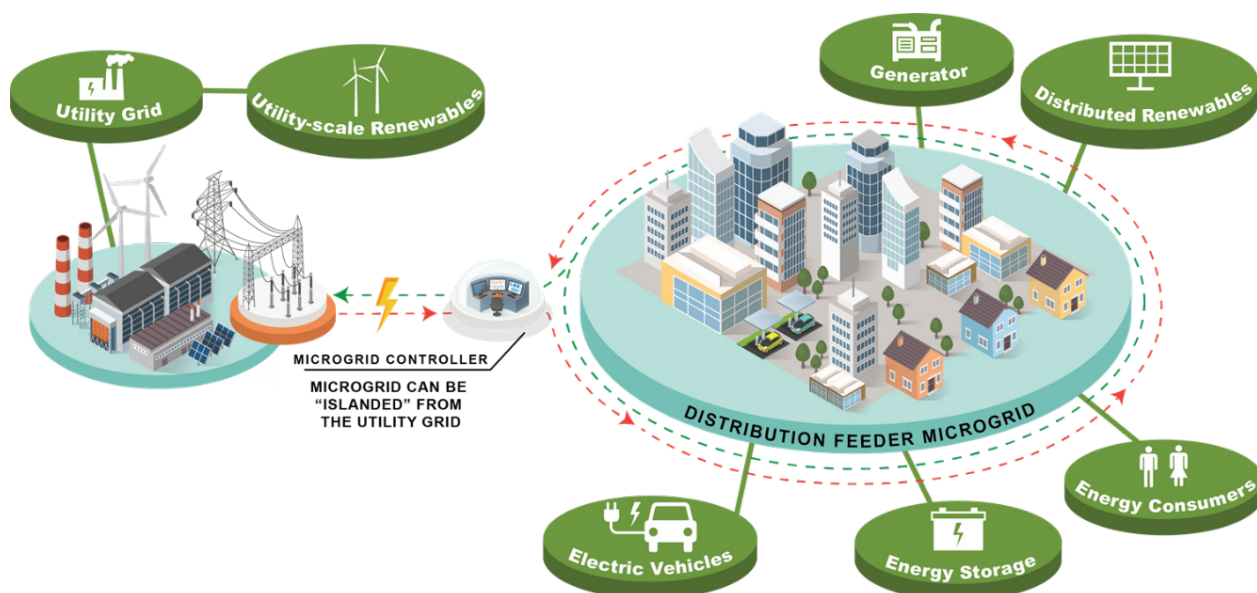 Utility Grid
Utility-scale Renewables
Generator
Distributed Renewables
MICROGRID CONTROLLER
MICROGRID CAN BE
"ISLANDED" FROM
THE UTILITY GRID
DISTRIBUTION FEEDER MICROGRID
Electric Vehicles
Energy Storage
Energy Consumers